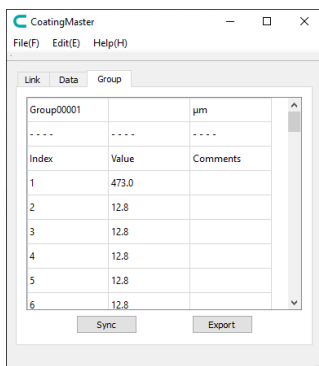 CoatingMaster
File(F) Edit(E) Help(H)
Link Data Group
Group00001 µm
- - - - - - - - - - - -
Index Value Comments
1 473.0
2 12.8
3 12.8
4 12.8
5 12.8
6 12.8
Sync Export